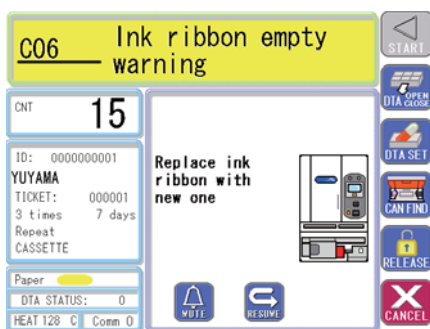 C06 Ink ribbon empty
warning
START
CNT 15
DTA OPEN
CLOSE
ID: 0000000001
YUYAMA
TICKET: 000001
3 times 7 days
Repeat
CASSETTE
Replace ink
ribbon with
new one
DTA SET
CAN FIND
RELEASE
Paper
DTA STATUS: 0
HEAT 128 C Comm 0
MUTE RESUME
CANCEL